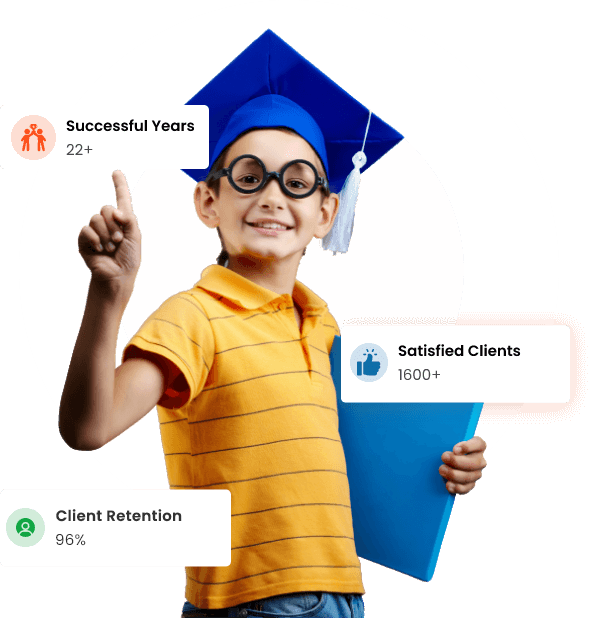 Successful Years
22+
Satisfied Clients
1600+
Client Retention
96%